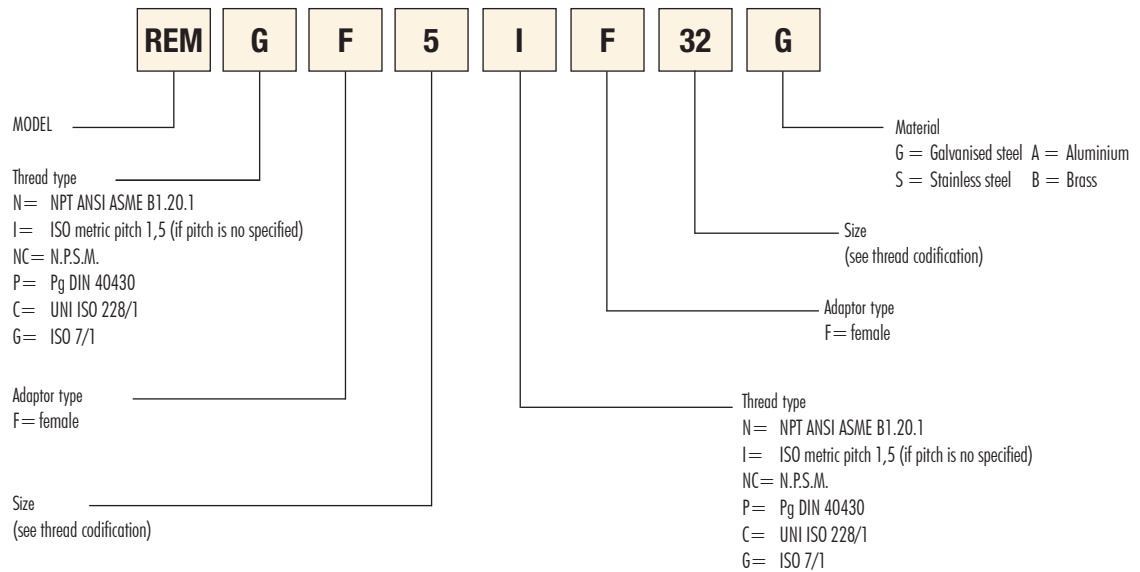 REM G F 5 I F 32 G
MODEL
Thread type
N= NPT ANSI ASME B1.20.1
I= ISO metric pitch 1,5 (if pitch is no specified)
NC= N.P.S.M.
P= Pg DIN 40430
C= UNI ISO 228/1
G= ISO 7/1
Adaptor type
F=female
Size
(see thread codification)
Material
G = Galvanised steel A = Aluminium
S = Stainless steel B = Brass
Size
(see thread codification)
Adaptor type
F=female
Thread type
N= NPT ANSI ASME B1.20.1
I= ISO metric pitch 1,5 (if pitch is no specified)
NC= N.P.S.M.
P= Pg DIN 40430
C= UNI ISO 228/1
G= ISO 7/1